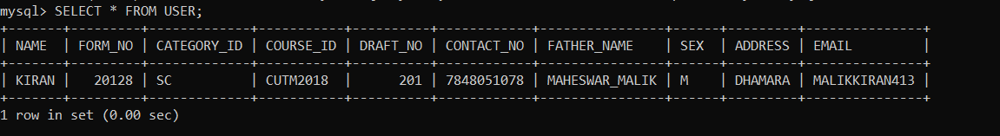 mysql> SELECT * FROM USER;
+-------+---------+-------------+-----------+----------+------------+---------------+------+---------+---------------+
| NAME | FORM_NO | CATEGORY_ID | COURSE_ID | DRAFT_NO | CONTACT_NO | FATHER_NAME | SEX | ADDRESS | EMAIL |
+-------+---------+-------------+-----------+----------+------------+---------------+------+---------+---------------+
| KIRAN | 20128 | SC | CUTM2018 | 201 | 7848051078 | MAHESWAR_MALIK | M | DHAMARA | MALIKKIRAN413 |
+-------+---------+-------------+-----------+----------+------------+---------------+------+---------+---------------+
1 row in set (0.00 sec)